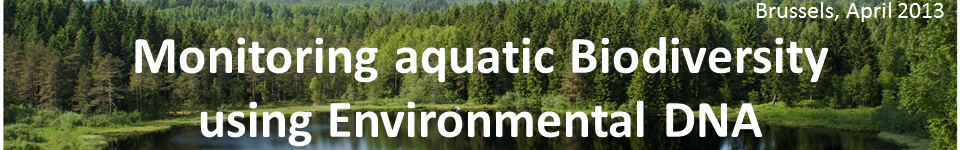 Brussels, April 2013
Monitoring aquatic Biodiversity
using Environmental DNA